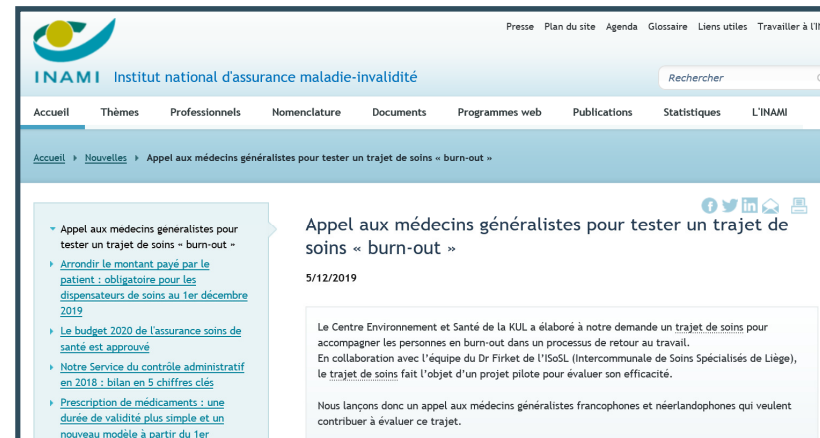 Presse Plan du site Agenda Glossaire Liens utiles Travailler à
INAMI Institut national d'assurance maladie-invalidité
Rechercher
Accueil Thèmes Professionnels Nomenclature Documents Programmes web Publications Statistiques L'INAMI
Accueil Nouvelles Appel aux médecins généralistes pour tester un trajet de soins « burn-out »
Appel aux médecins généralistes pour
tester un trajet de soins « burn-out »
Arrondir le montant payé par le
patient : obligatoire pour les
dispensateurs de soins au 1er décembre
2019
Le budget 2020 de l'assurance soins de
santé est approuvé
Notre Service du contrôle administratif
en 2018 : bilan en 5 chiffres clés
Prescription de médicaments : une
durée de validité plus simple et un
nouveau modèle à partir du 1er
Appel aux médecins généralistes pour tester un trajet de
soins « burn-out »
5/12/2019
Le Centre Environnement et Santé de la KUL a élaboré à notre demande un trajet de soins pour
accompagner les personnes en burn-out dans un processus de retour au travail.
En collaboration avec l'équipe du Dr Firket de l'ISoSL (Intercommunale de Soins Spécialisés de Liège),
le trajet de soins fait l'objet d'un projet pilote pour évaluer son efficacité.
Nous lançons donc un appel aux médecins généralistes francophones et néerlandophones qui veulent
contribuer à évaluer ce trajet.